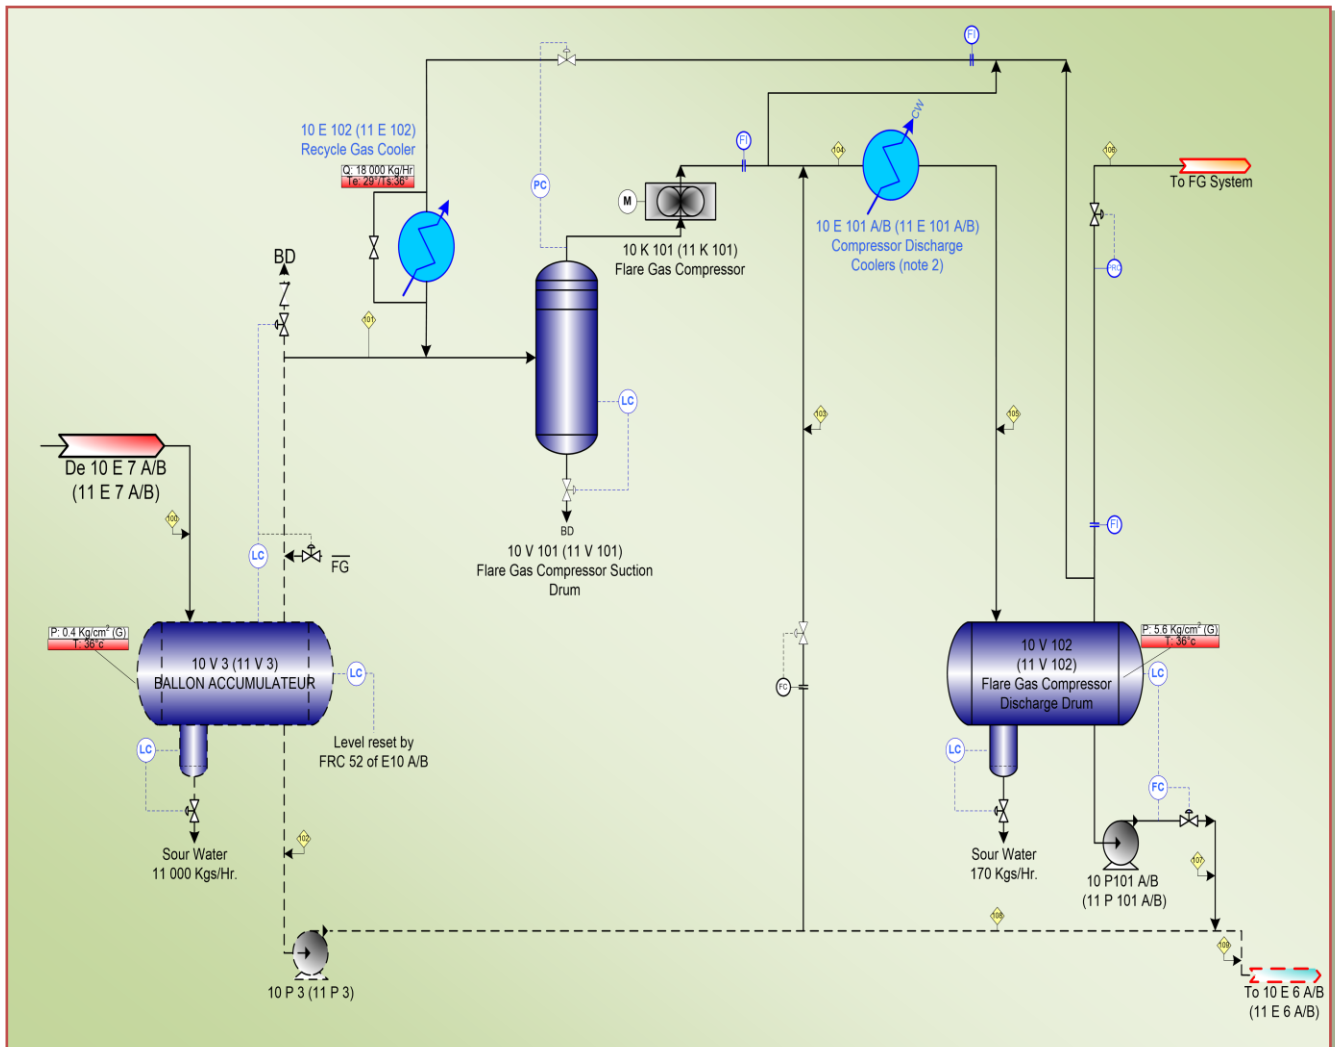 FI
10 E 102 (11 E 102)
Recycle Gas Cooler
Q: 18 000 Kg/Hr
Te: 29°/Ts:36°
PC
M
FI
104
CW
106
To FG System
10 K 101 (11 K 101)
Flare Gas Compressor
10 E 101 A/B (11 E 101 A/B)
Compressor Discharge
Coolers (note 2)
PRC
BD
101
LC
103
105
De 10 E 7 A/B
(11 E 7 A/B)
100
BD
LC
FG
10 V 101 (11 V 101)
Flare Gas Compressor Suction
Drum
FI
P: 0.4 Kg/cm² (G)
T: 36°c
10 V 3 (11 V 3)
BALLON ACCUMULATEUR
LC
FC
10 V 102
(11 V 102)
Flare Gas Compressor
Discharge Drum
P: 5.6 Kg/cm² (G)
T: 36°c
LC
LC
Level reset by
FRC 52 of E10 A/B
LC
FC
Sour Water
11 000 Kgs/Hr.
102
Sour Water
170 Kgs/Hr.
10 P101 A/B
(11 P 101 A/B)
107
108
109
10 P 3 (11 P 3)
To 10 E 6 A/B
(11 E 6 A/B)